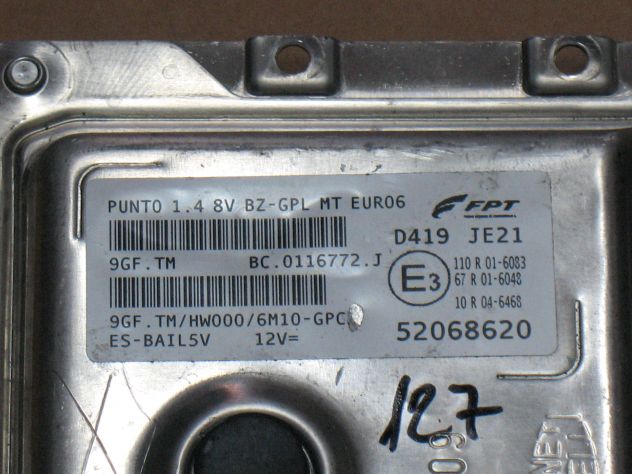 PUNTO 1.4 8V BZ-GPL MT EURO6
FPT
D419 JE21
9GF.TM BC.0116772.J
E3
110 R 01-6083
67 R 01-6048
10 R 04-6468
9GF.TM/HW000/6M10-GPC
52068620
ES-BAIL5V 12V=
127
09